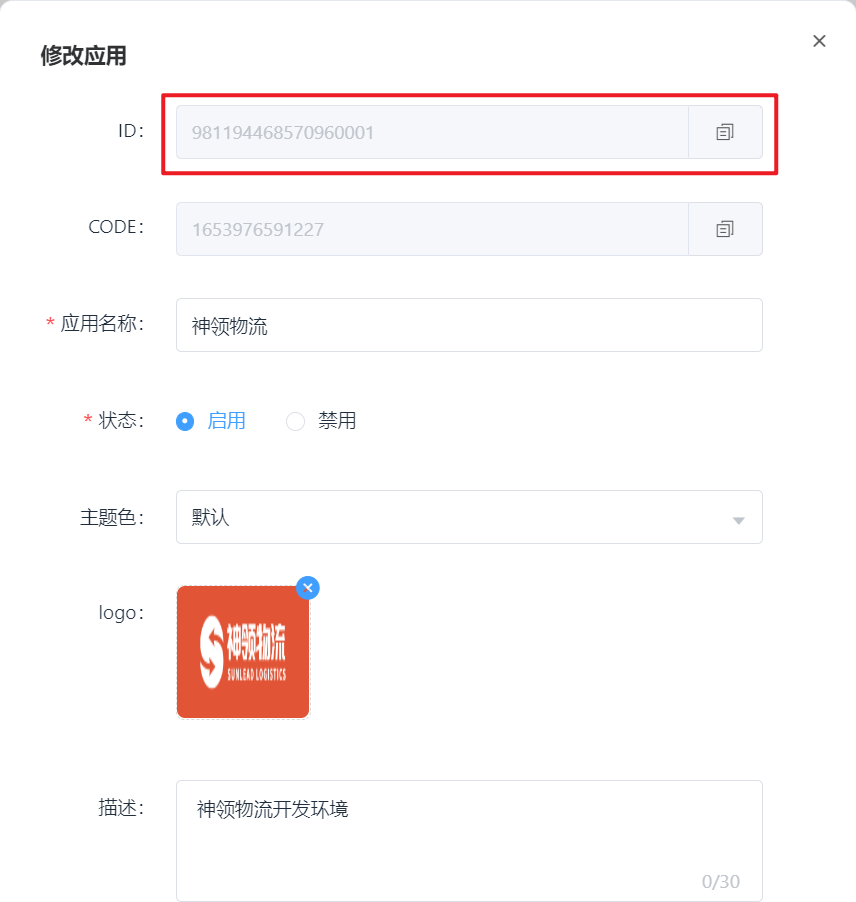 修改应用
ID：
981194468570960001
CODE：
1653976591227
* 应用名称：
神领物流
* 状态：
启用
禁用
主题色：
默认
logo：
神领物流
SUNLEAD LOGISTICS
描述：
神领物流开发环境
0/30